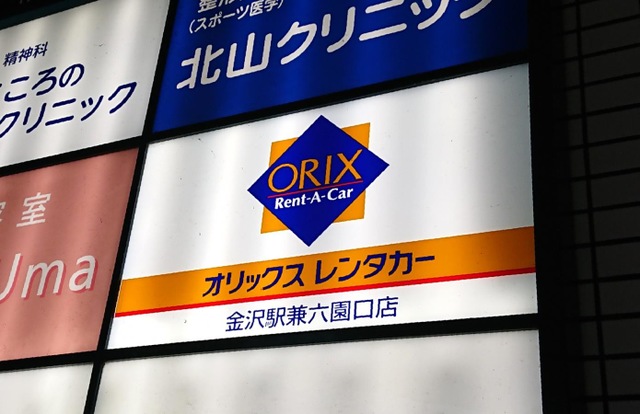 精神科
ころの
クリニック
(スポーツ医学)
北山クリニック
室
Uma
ORIX
Rent-A-Car
オリックス レンタカー
金沢駅兼六園口店